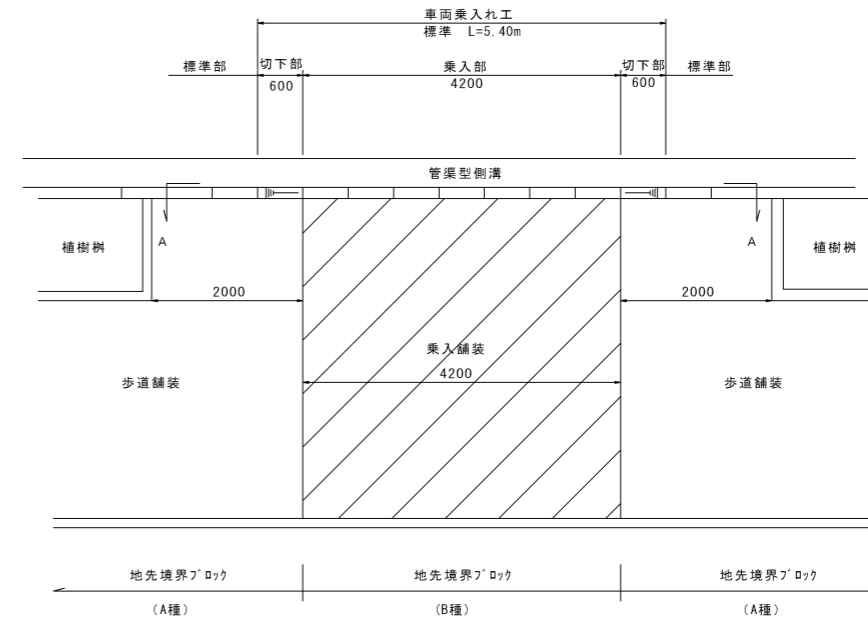 車両乗入れ工
標準 L=5.40m
標準部 切下部 乗入部 切下部 標準部
600 4200 600
管渠型側溝
植樹桝 A A 植樹桝
2000 2000
乗入舗装
歩道舗装 4200 歩道舗装
地先境界ブロック 地先境界ブロック 地先境界ブロック
(A種) (B種) (A種)